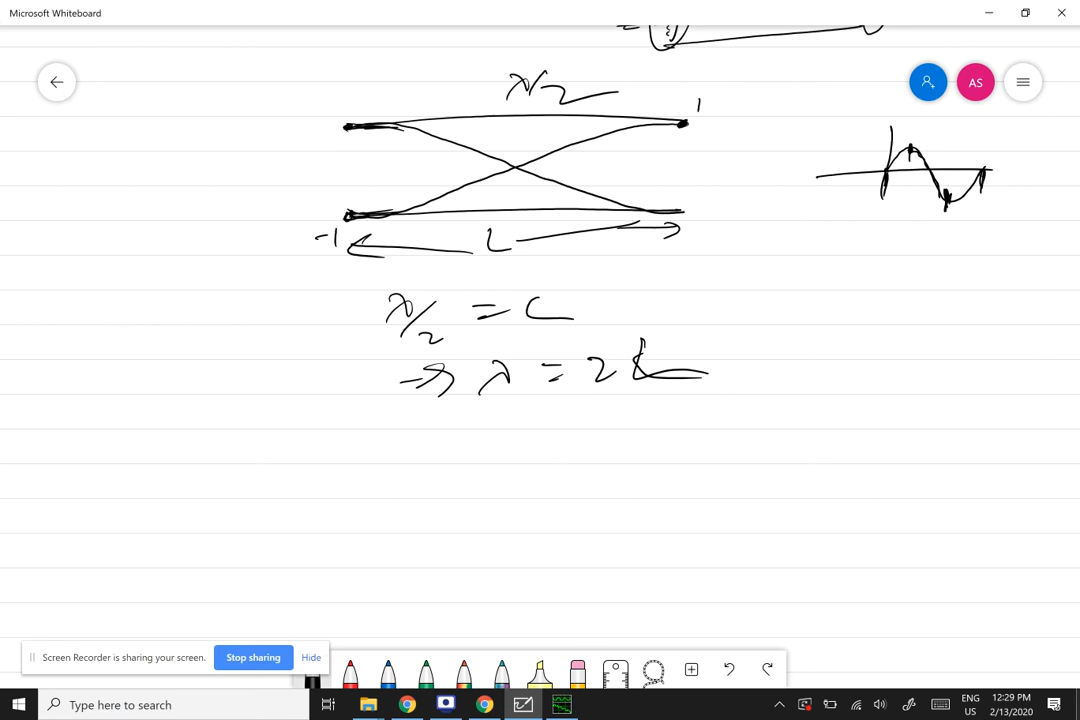 Microsoft Whiteboard
=
AS
λ/2
1
-1
L
λ/2 = L
→ λ = 2L
Screen Recorder is sharing your screen.
Stop sharing
Hide
Type here to search
ENG
US
12:29 PM
2/13/2020